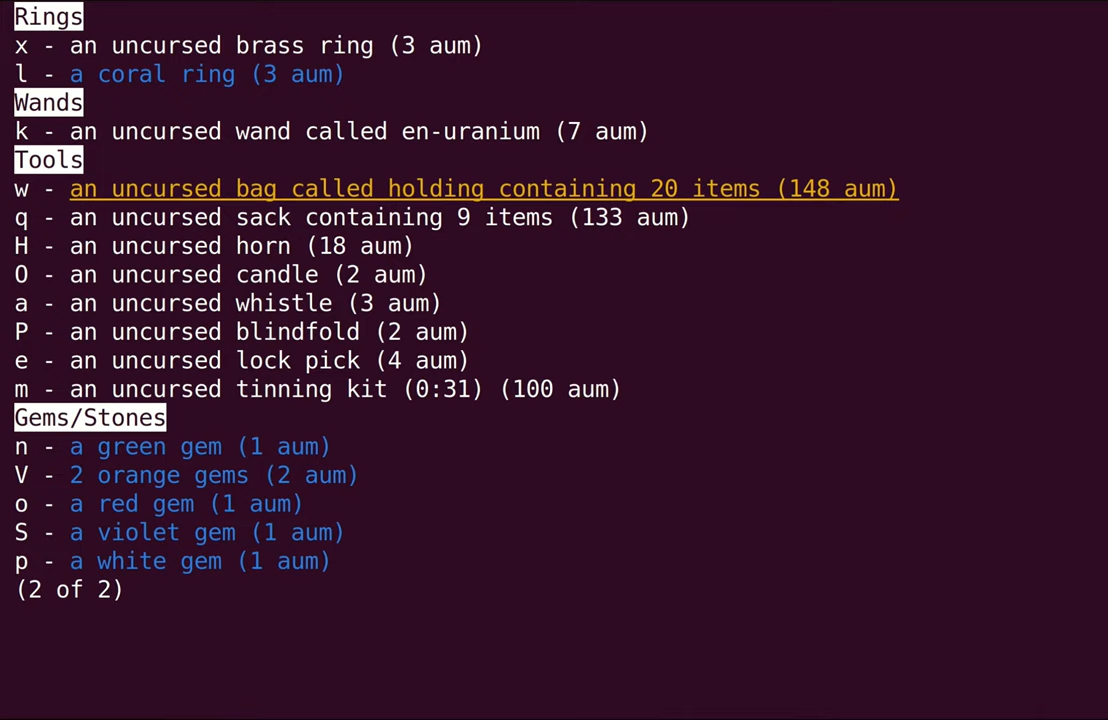 Rings
x - an uncursed brass ring (3 aum)
l - a coral ring (3 aum)
Wands
k - an uncursed wand called en-uranium (7 aum)
Tools
w - an uncursed bag called holding containing 20 items (148 aum)
q - an uncursed sack containing 9 items (133 aum)
H - an uncursed horn (18 aum)
O - an uncursed candle (2 aum)
a - an uncursed whistle (3 aum)
P - an uncursed blindfold (2 aum)
e - an uncursed lock pick (4 aum)
m - an uncursed tinning kit (0:31) (100 aum)
Gems/Stones
n - a green gem (1 aum)
V - 2 orange gems (2 aum)
o - a red gem (1 aum)
S - a violet gem (1 aum)
p - a white gem (1 aum)
(2 of 2)